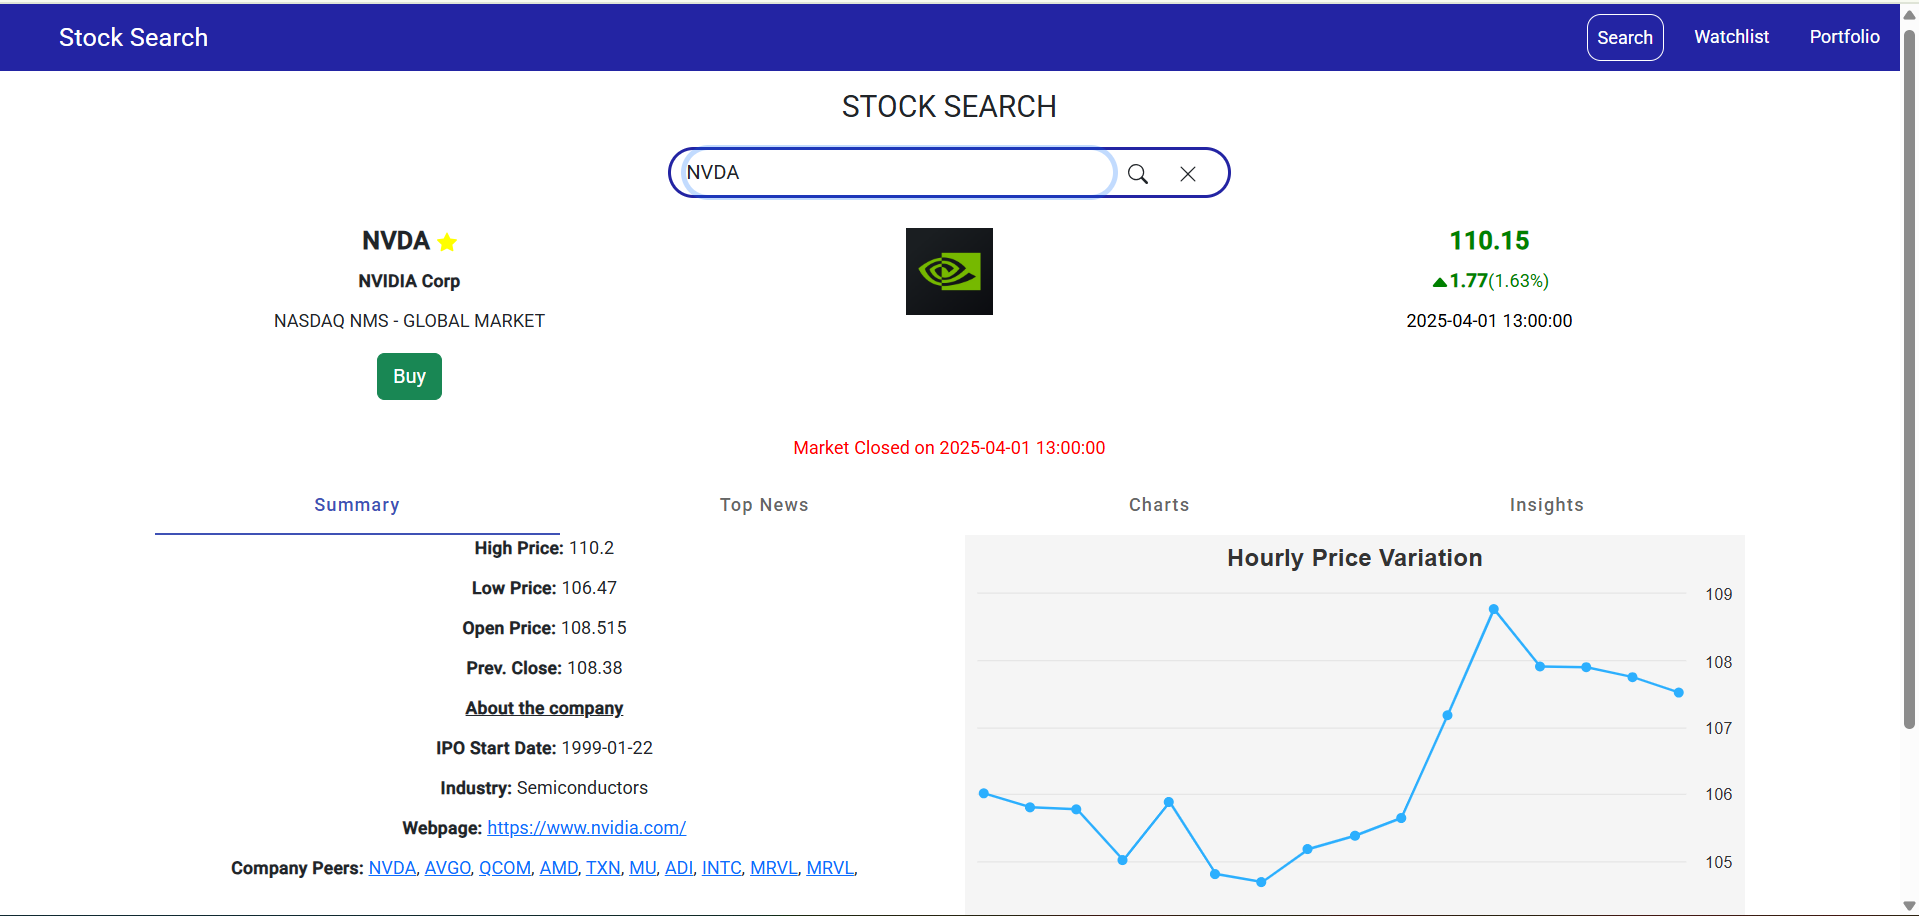 Stock Search
Search
Watchlist
Portfolio
STOCK SEARCH
NVDA
NVDA
NVIDIA Corp
NASDAQ NMS - GLOBAL MARKET
Buy
110.15
1.77(1.63%)
2025-04-01 13:00:00
Market Closed on 2025-04-01 13:00:00
Summary
Top News
Charts
Insights
High Price: 110.2
Low Price: 106.47
Open Price: 108.515
Prev. Close: 108.38
About the company
IPO Start Date: 1999-01-22
Industry: Semiconductors
Webpage: https://www.nvidia.com/
Company Peers: NVDA, AVGO, QCOM, AMD, TXN, MU, ADI, INTC, MRVL, MRVL,
Hourly Price Variation
109
108
107
106
105